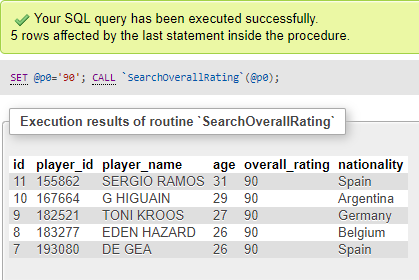 Your SQL query has been executed successfully.
5 rows affected by the last statement inside the procedure.
SET @p0='90'; CALL `SearchOverallRating`(@p0);
Execution results of routine `SearchOverallRating`
id player_id player_name age overall_rating nationality
11 155862 SERGIO RAMOS 31 90 Spain
10 167664 G HIGUAIN 29 90 Argentina
9 182521 TONI KROOS 27 90 Germany
8 183277 EDEN HAZARD 26 90 Belgium
7 193080 DE GEA 26 90 Spain